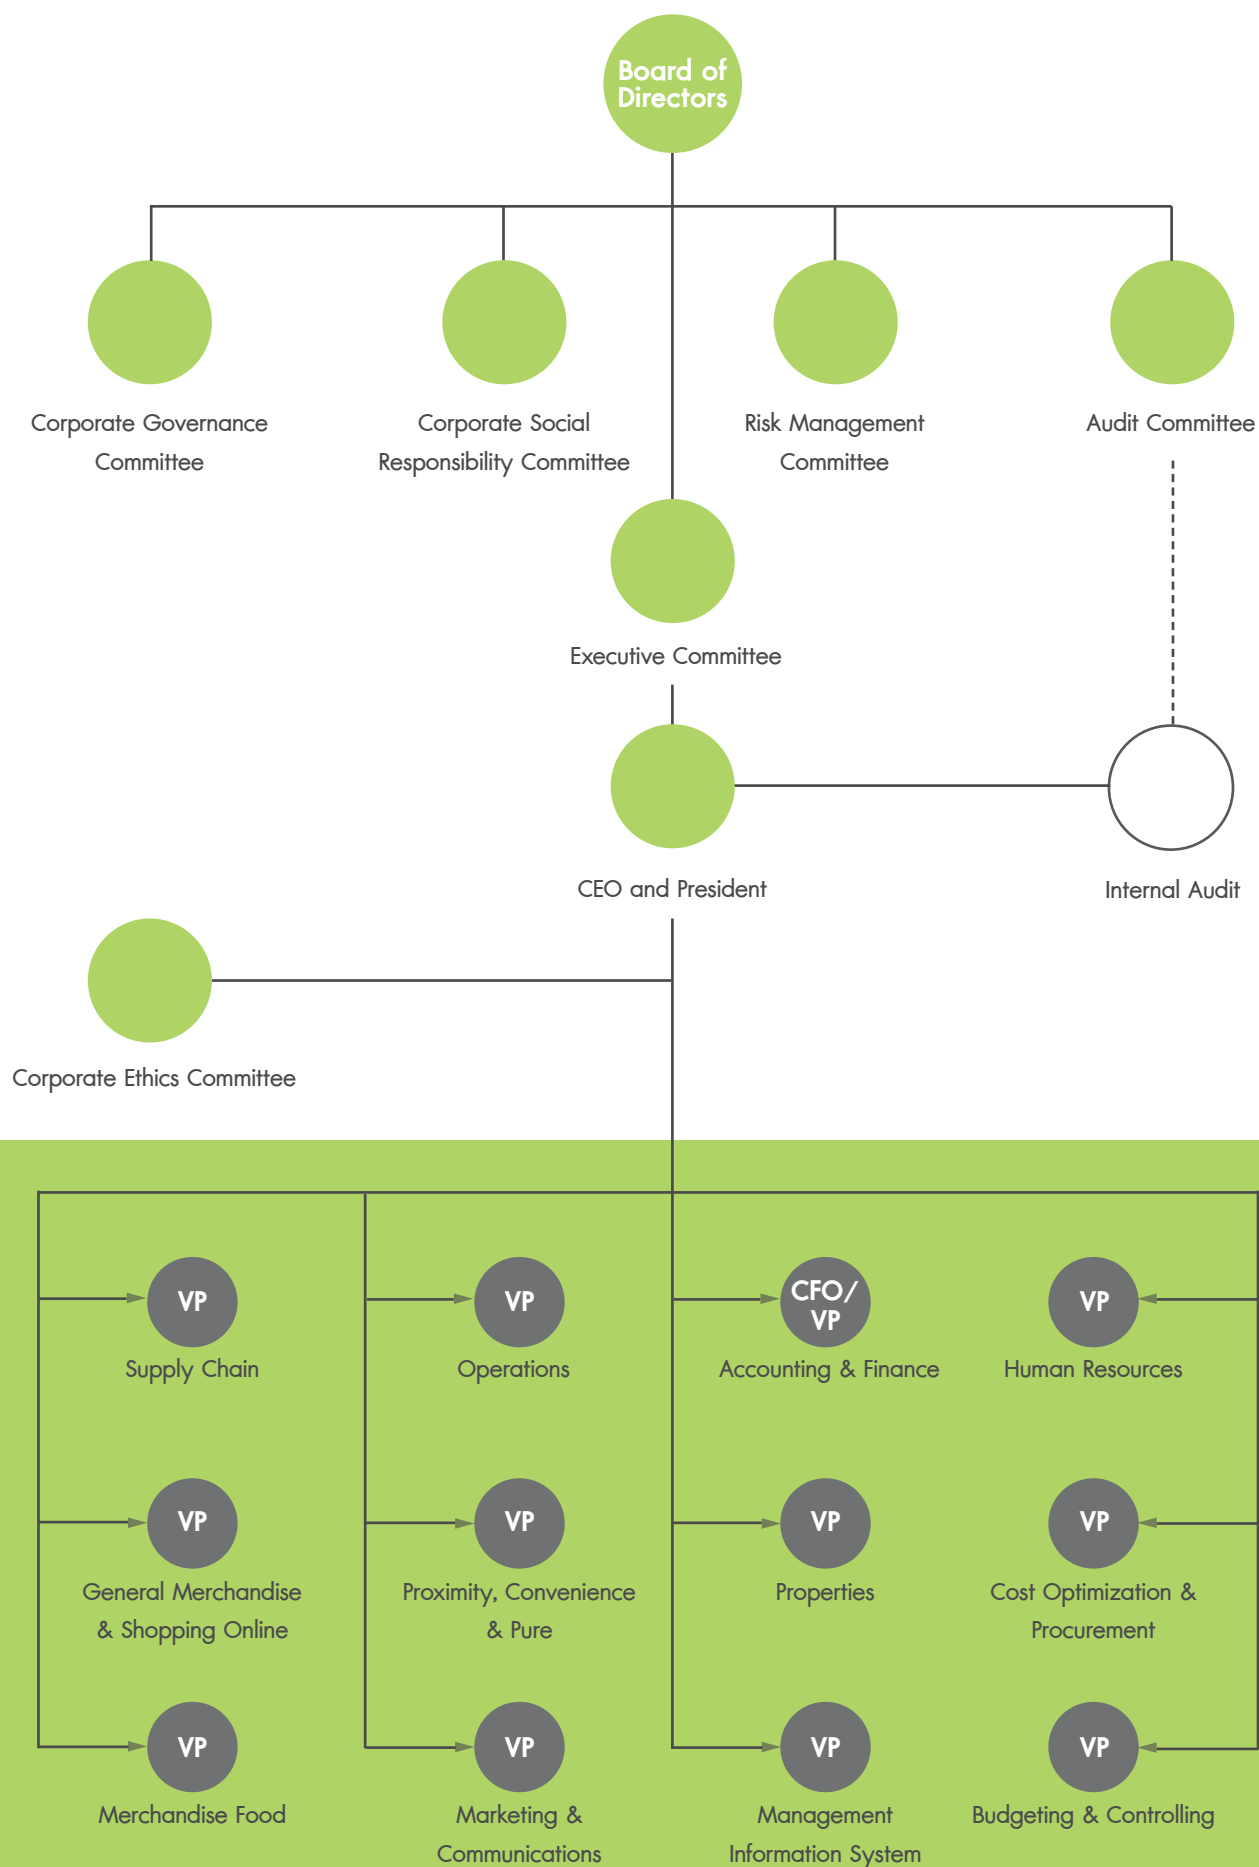 Board of
Directors
Corporate Governance
Committee
Corporate Social
Responsibility Committee
Risk Management
Committee
Audit Committee
Executive Committee
CEO and President
Internal Audit
Corporate Ethics Committee
VP
Supply Chain
VP
Operations
CFO/
VP
Accounting & Finance
VP
Human Resources
VP
General Merchandise
& Shopping Online
VP
Proximity, Convenience
& Pure
VP
Properties
VP
Cost Optimization &
Procurement
VP
Merchandise Food
VP
Marketing &
Communications
VP
Management
Information System
VP
Budgeting & Controlling